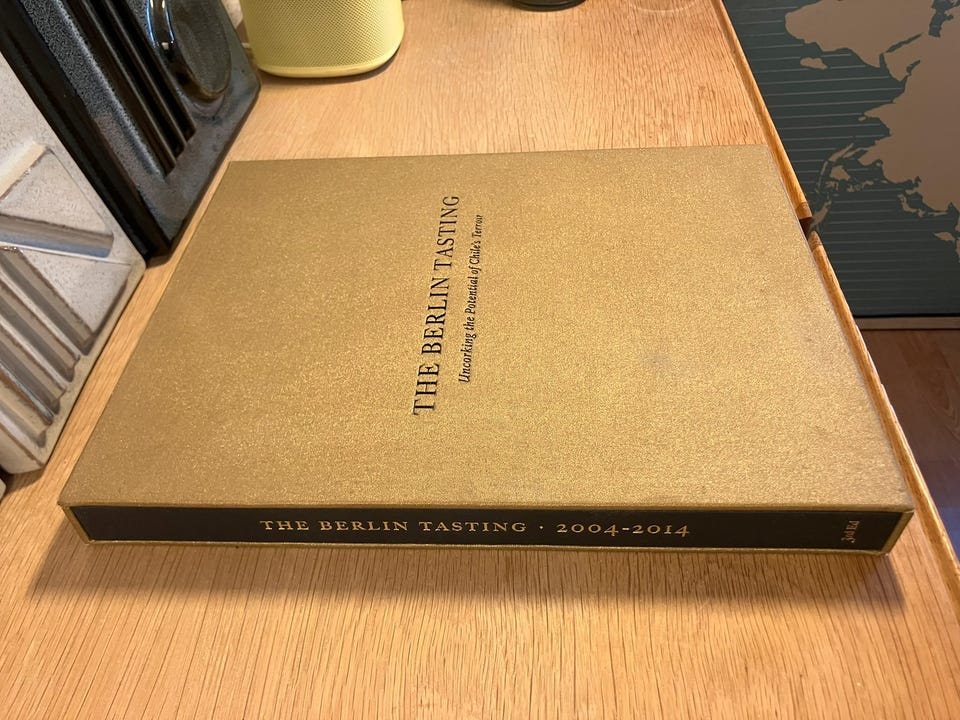 THE BERLIN TASTING
Uncorking the Potential of Chile's Terroir
THE BERLIN TASTING · 2004-2014